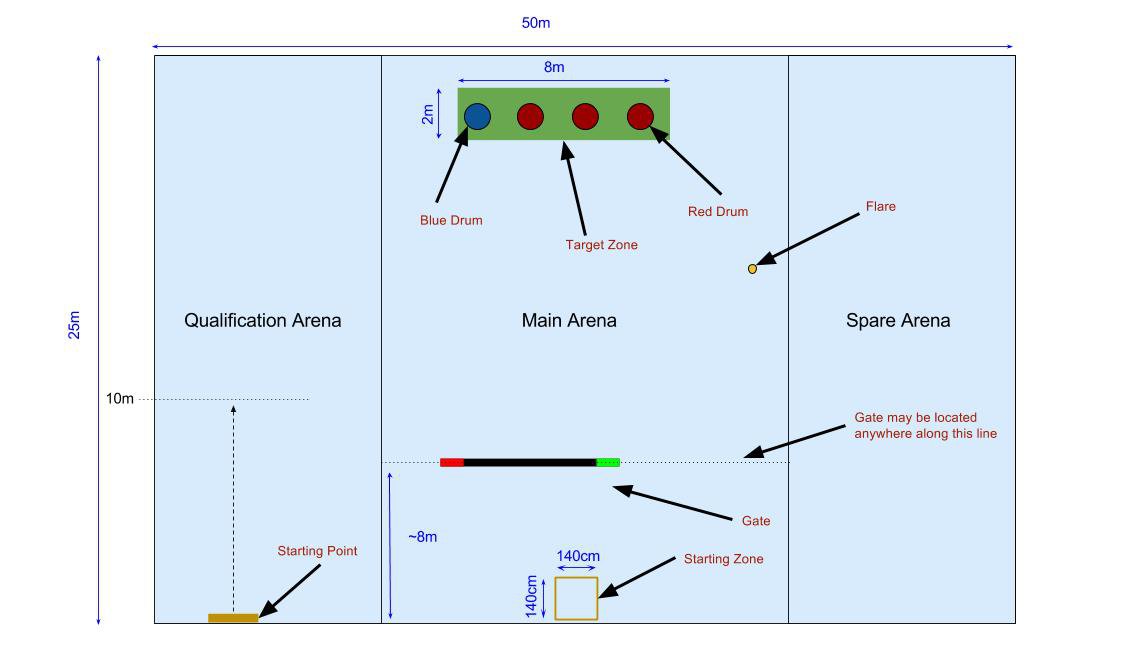 50m
8m
2m
Blue Drum
Red Drum
Flare
Target Zone
25m
Qualification Arena
Main Arena
Spare Arena
10m
Gate may be located
anywhere along this line
Gate
~8m
Starting Point
140cm
Starting Zone
140cm